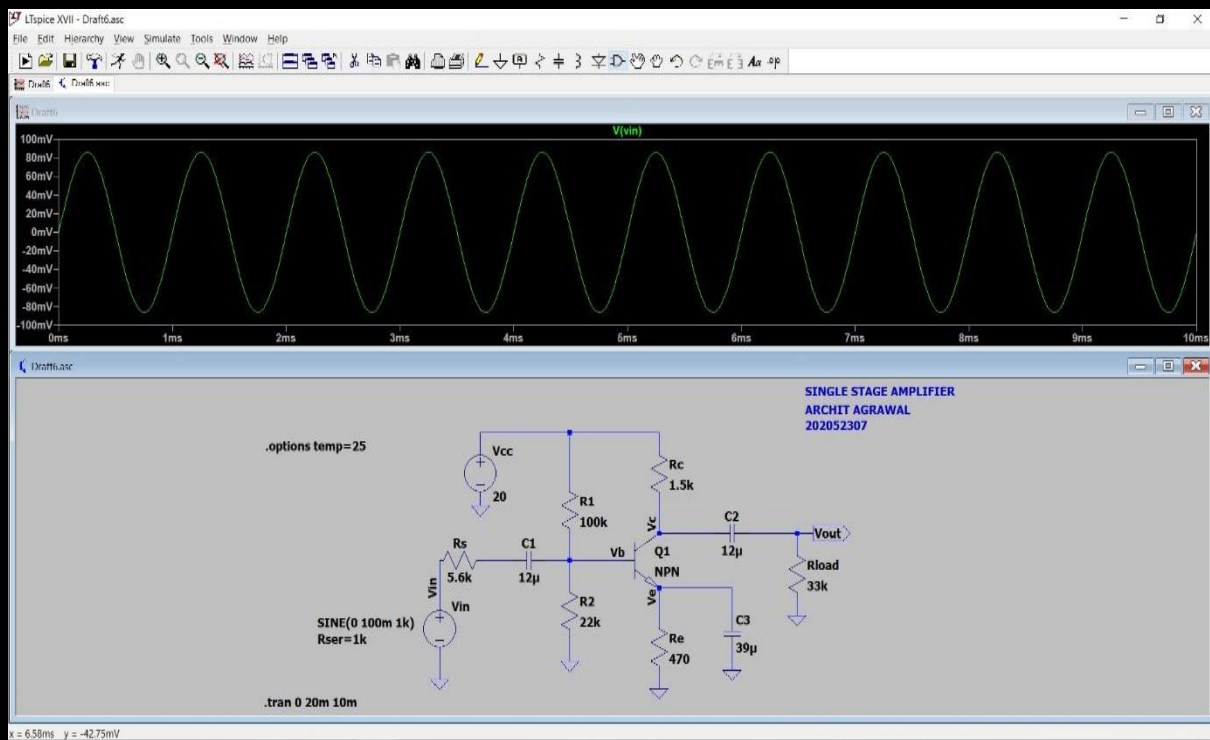 LTspice XVII - Draft6.asc
File Edit Hierarchy View Simulate Tools Window Help
Draft6 Draft6.asc
Draft6
V(vin)
100mV
80mV
60mV
40mV
20mV
0mV
-20mV
-40mV
-60mV
-80mV
-100mV
0ms 1ms 2ms 3ms 4ms 5ms 6ms 7ms 8ms 9ms 10ms
Draft6.asc
SINGLE STAGE AMPLIFIER
ARCHIT AGRAWAL
202052307
.options temp=25
Vcc
20
R1
100k
Rc
1.5k
Vc
C2
12µ
Vout
Rload
33k
Rs
5.6k
C1
12µ
Vb
Q1
NPN
Ve
Vin
Vin
SINE(0 100m 1k)
Rser=1k
R2
22k
Re
470
C3
39µ
.tran 0 20m 10m
x = 6.58ms y = -42.75mV